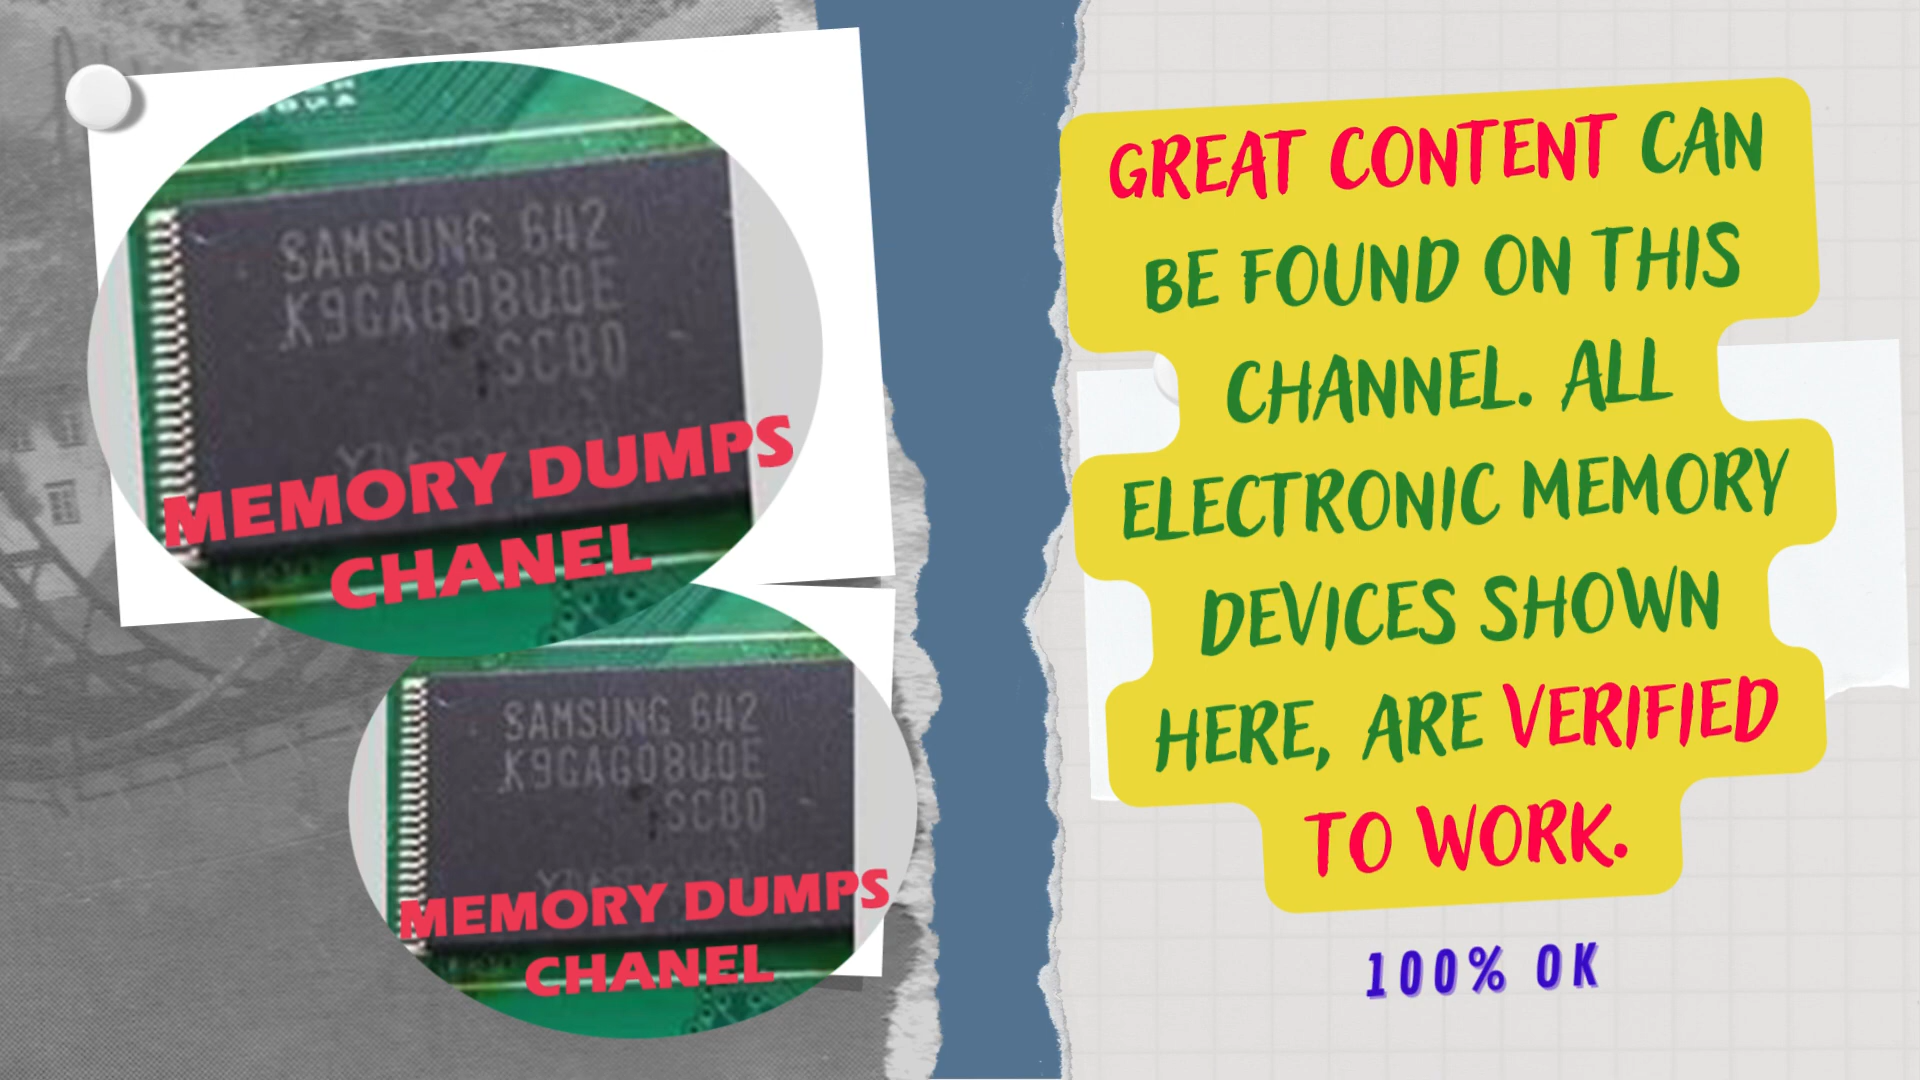 SAMSUNG 642
K9GAG08U0E
SCB0
MEMORY DUMPS
CHANEL
SAMSUNG 642
K9GAG08U0E
SCB0
MEMORY DUMPS
CHANEL
GREAT CONTENT CAN
BE FOUND ON THIS
CHANNEL. ALL
ELECTRONIC MEMORY
DEVICES SHOWN
HERE, ARE VERIFIED
TO WORK.
100% OK